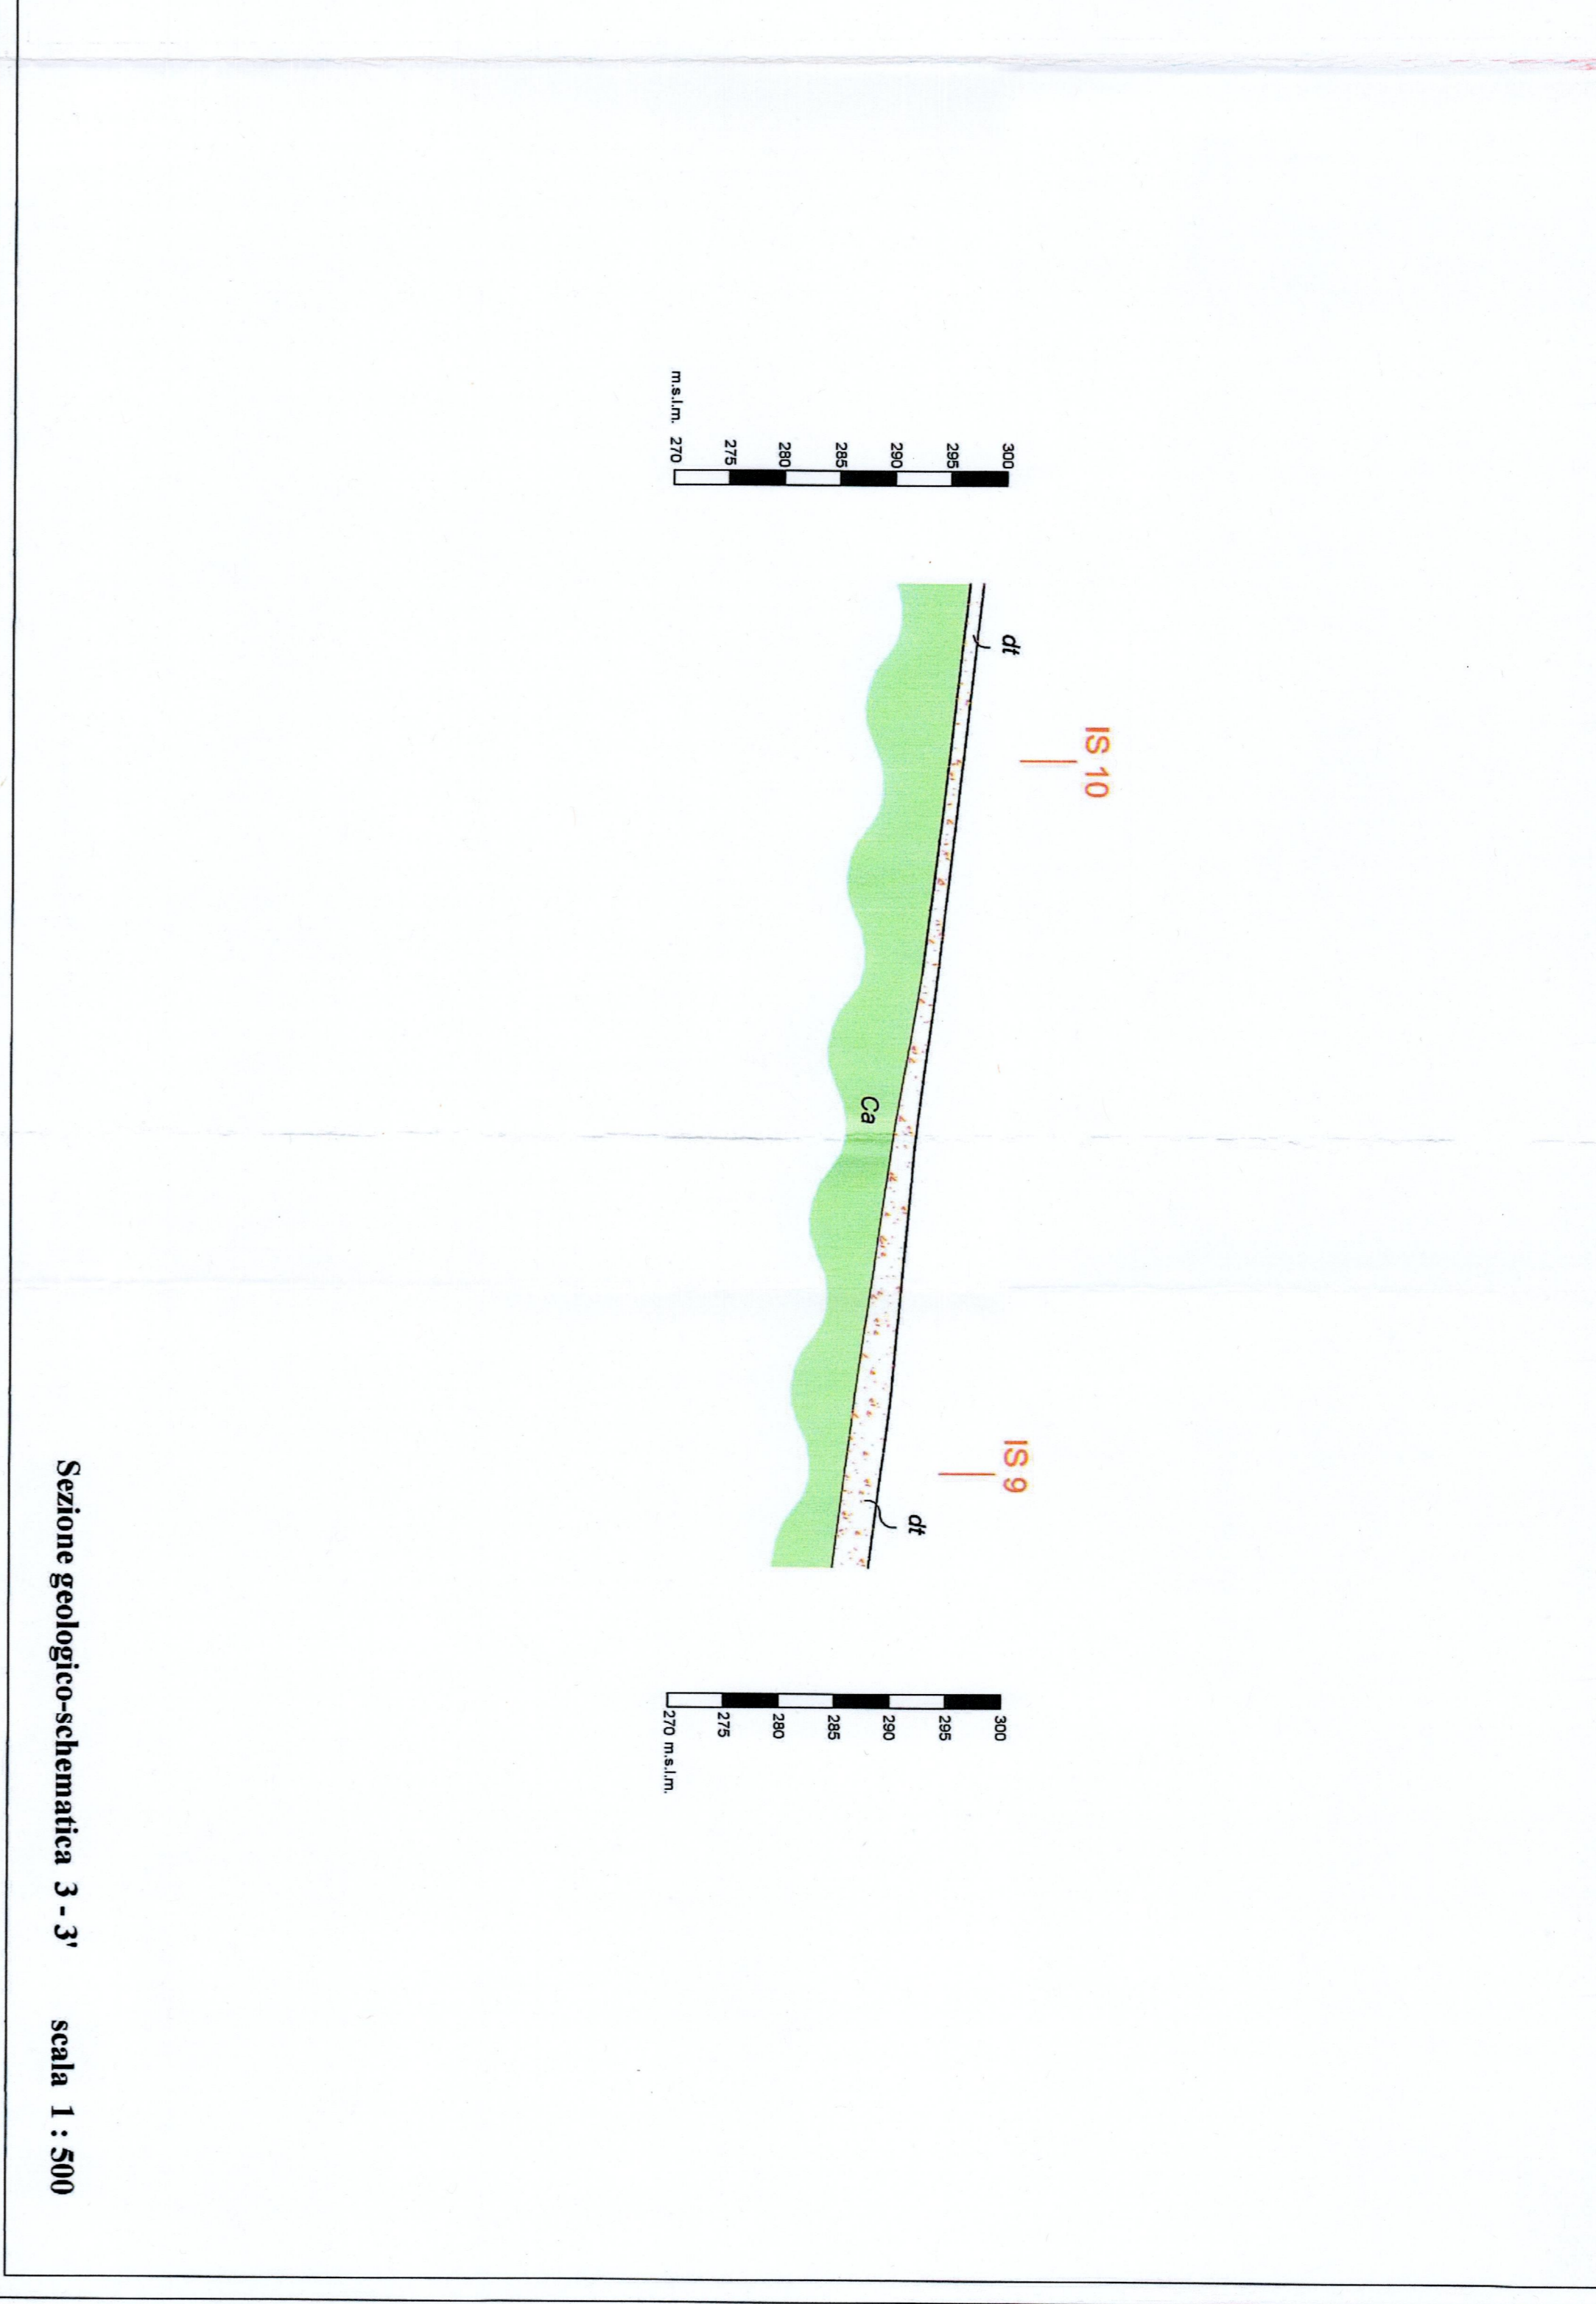 IS 10
IS 9
dt
dt
Ca
300
295
290
285
280
275
m.s.l.m. 270
300
295
290
285
280
275
270 m.s.l.m.
Sezione geologico-schematica 3 - 3' scala 1 : 500